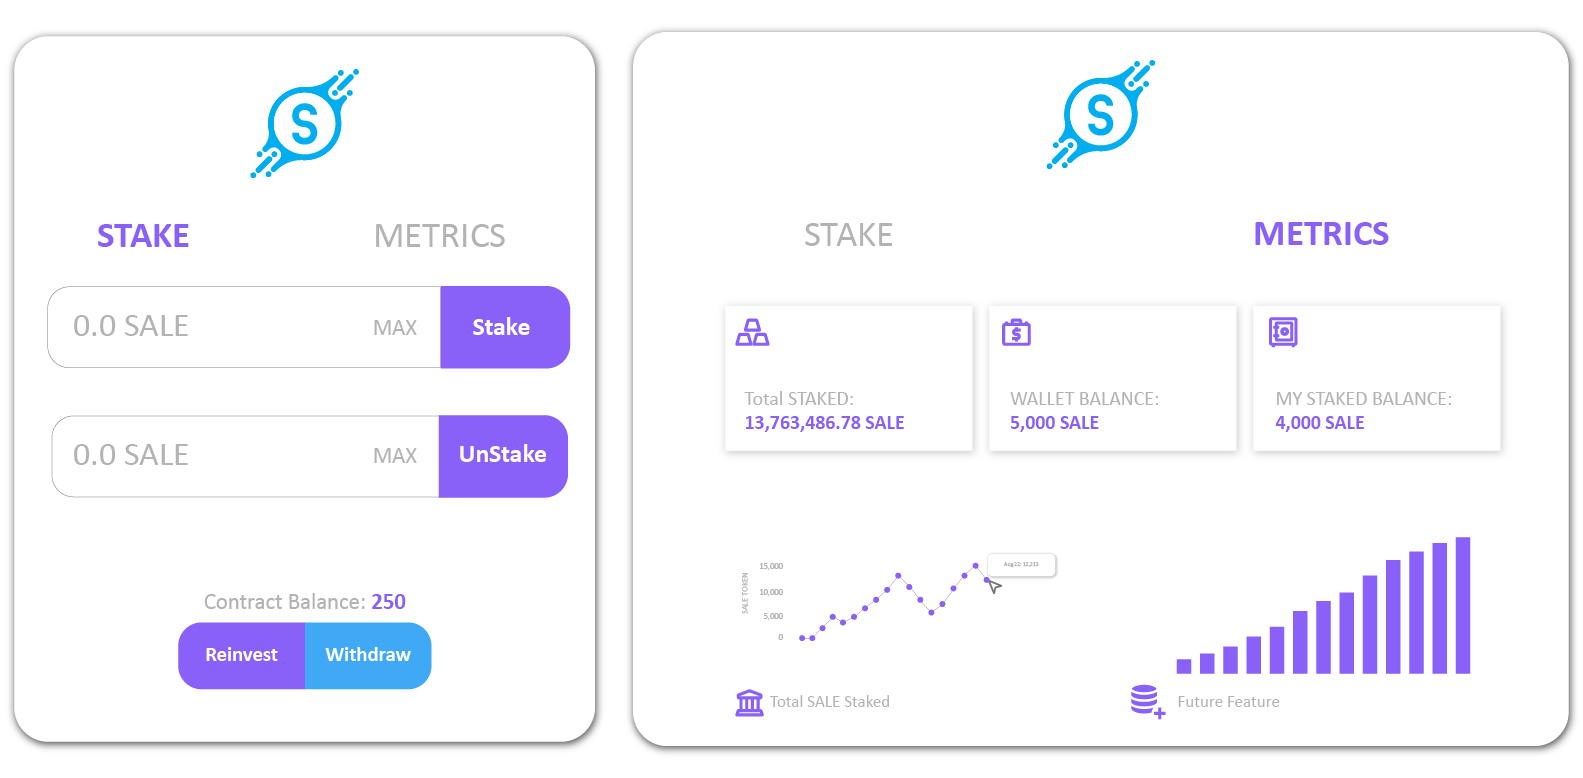 S
STAKE METRICS
0.0 SALE MAX Stake
0.0 SALE MAX UnStake
Contract Balance: 250
Reinvest Withdraw
S
STAKE METRICS
Total STAKED:
13,763,486.78 SALE
WALLET BALANCE:
5,000 SALE
MY STAKED BALANCE:
4,000 SALE
SALE TOKEN
15,000
10,000
5,000
0
Total SALE Staked
Future Feature